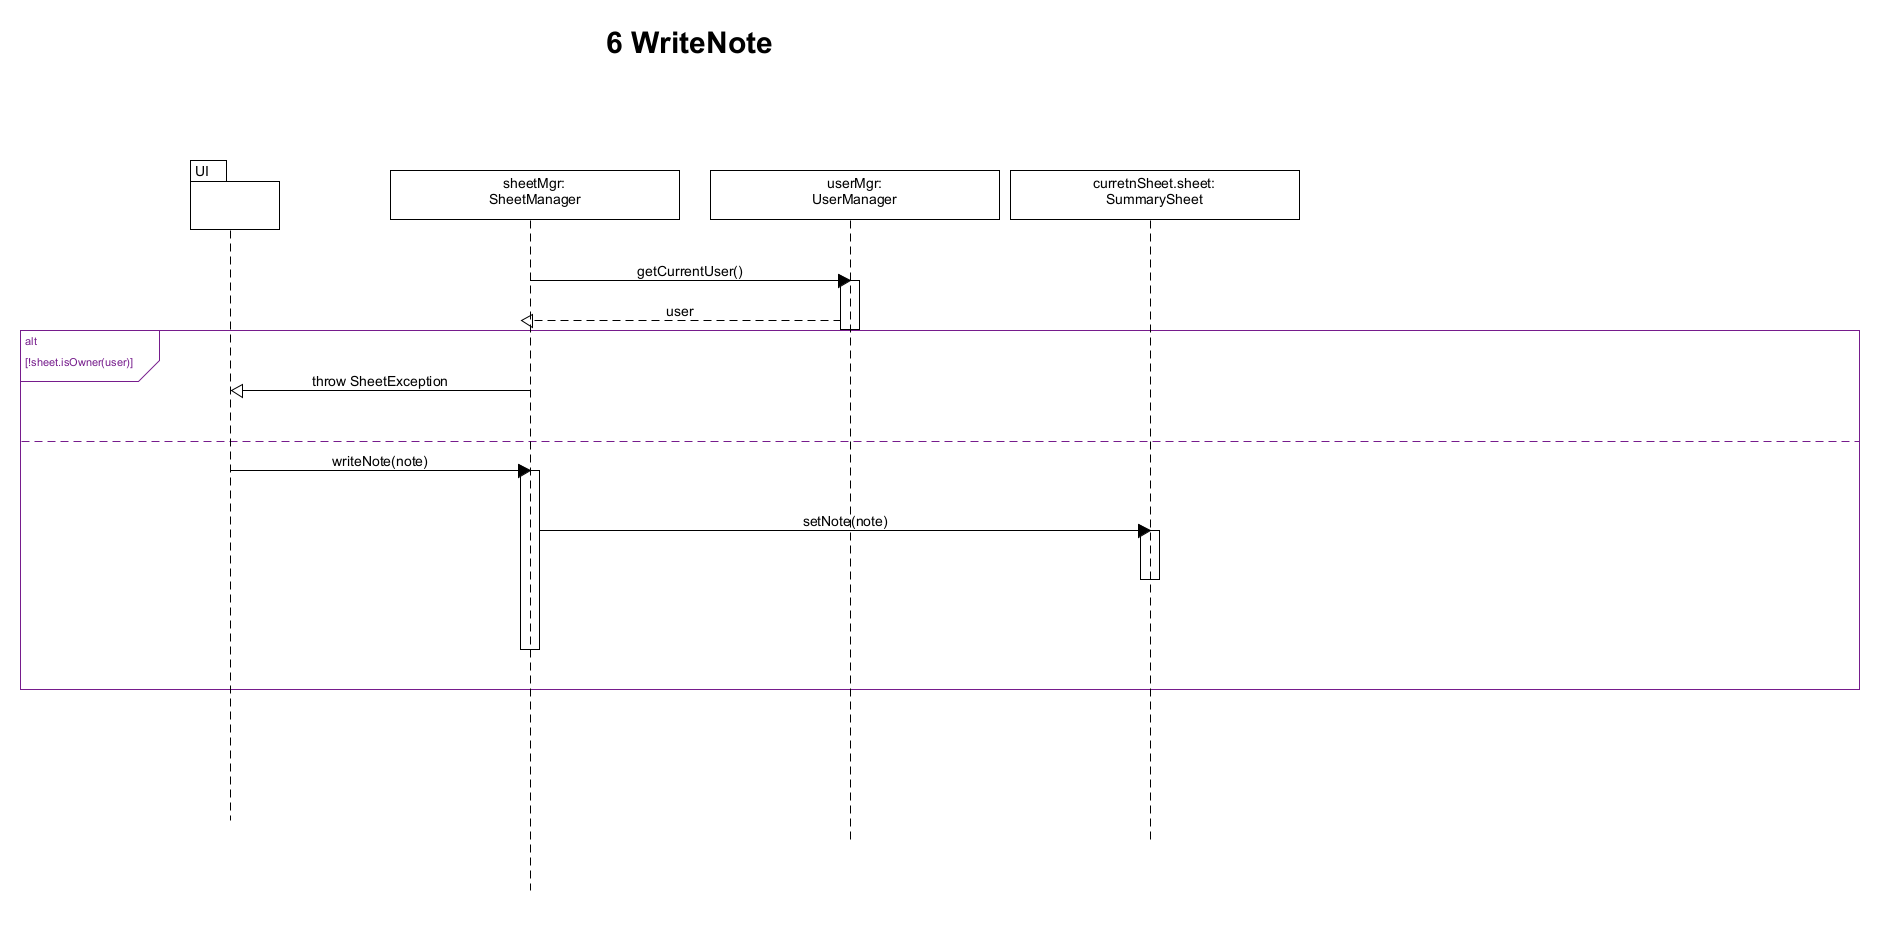 6 WriteNote
UI
sheetMgr:
SheetManager
userMgr:
UserManager
curretnSheet.sheet:
SummarySheet
getCurrentUser()
user
alt
[!sheet.isOwner(user)]
throw SheetException
writeNote(note)
setNote(note)